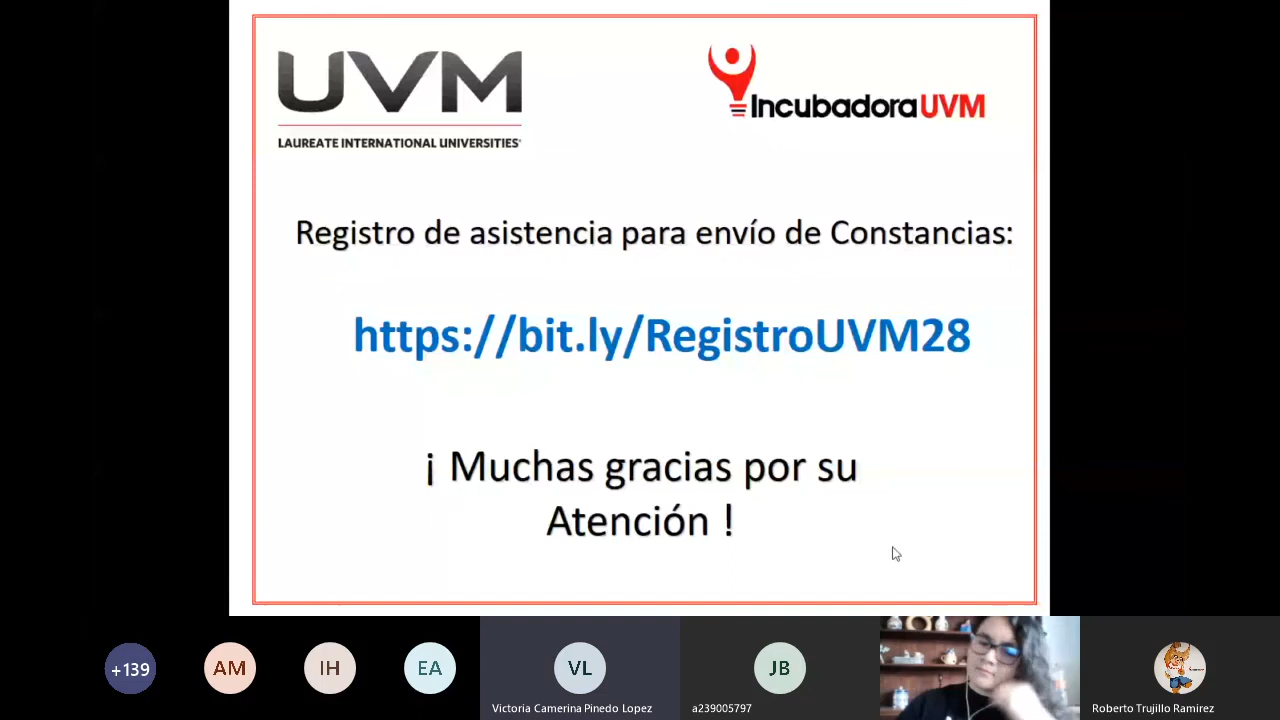 UVM
LAUREATE INTERNATIONAL UNIVERSITIES®
IncubadoraUVM
Registro de asistencia para envío de Constancias:
https://bit.ly/RegistroUVM28
¡ Muchas gracias por su
Atención !
+139
AM
IH
EA
VL
JB
Victoria Camerina Pinedo Lopez
a239005797
Roberto Trujillo Ramirez